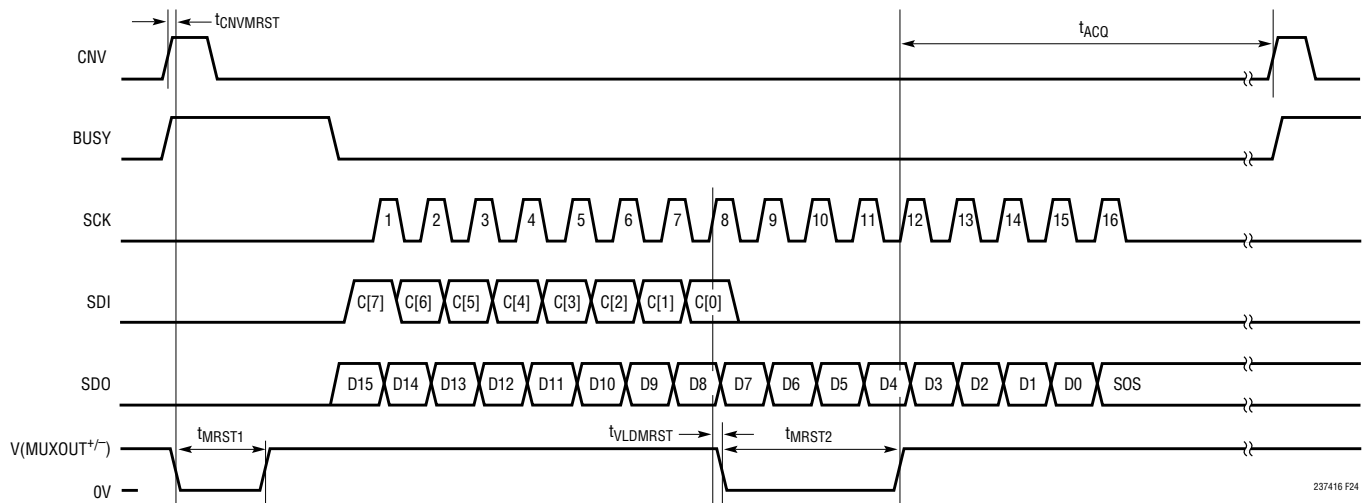 tCNVMRST
tACQ
CNV
BUSY
SCK
1 2 3 4 5 6 7 8 9 10 11 12 13 14 15 16
SDI
C[7] C[6] C[5] C[4] C[3] C[2] C[1] C[0]
SDO
D15 D14 D13 D12 D11 D10 D9 D8 D7 D6 D5 D4 D3 D2 D1 D0 SOS
tMRST1
tVLDMRST
tMRST2
V(MUXOUT+/–)
0V
237416 F24